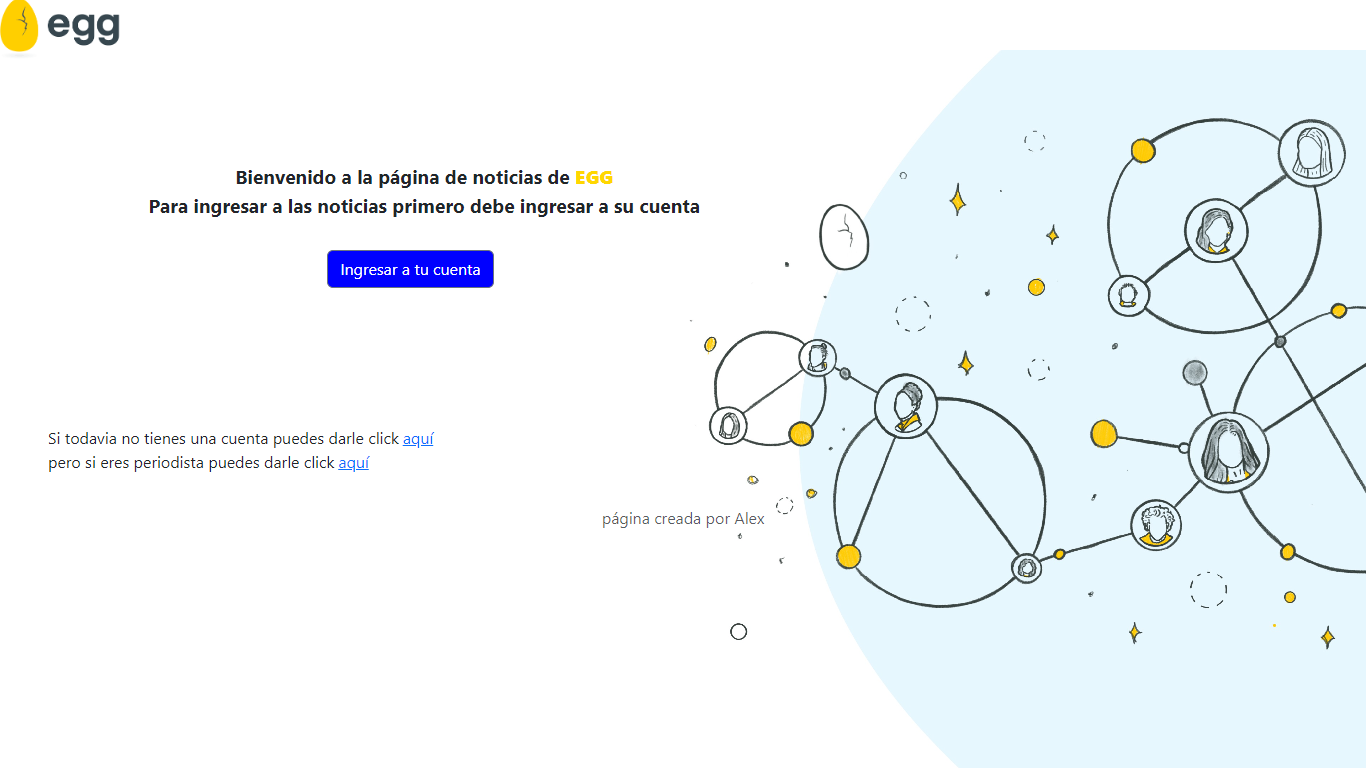 egg
Bienvenido a la página de noticias de EGG
Para ingresar a las noticias primero debe ingresar a su cuenta
Ingresar a tu cuenta
Si todavia no tienes una cuenta puedes darle click aquí
pero si eres periodista puedes darle click aquí
página creada por Alex